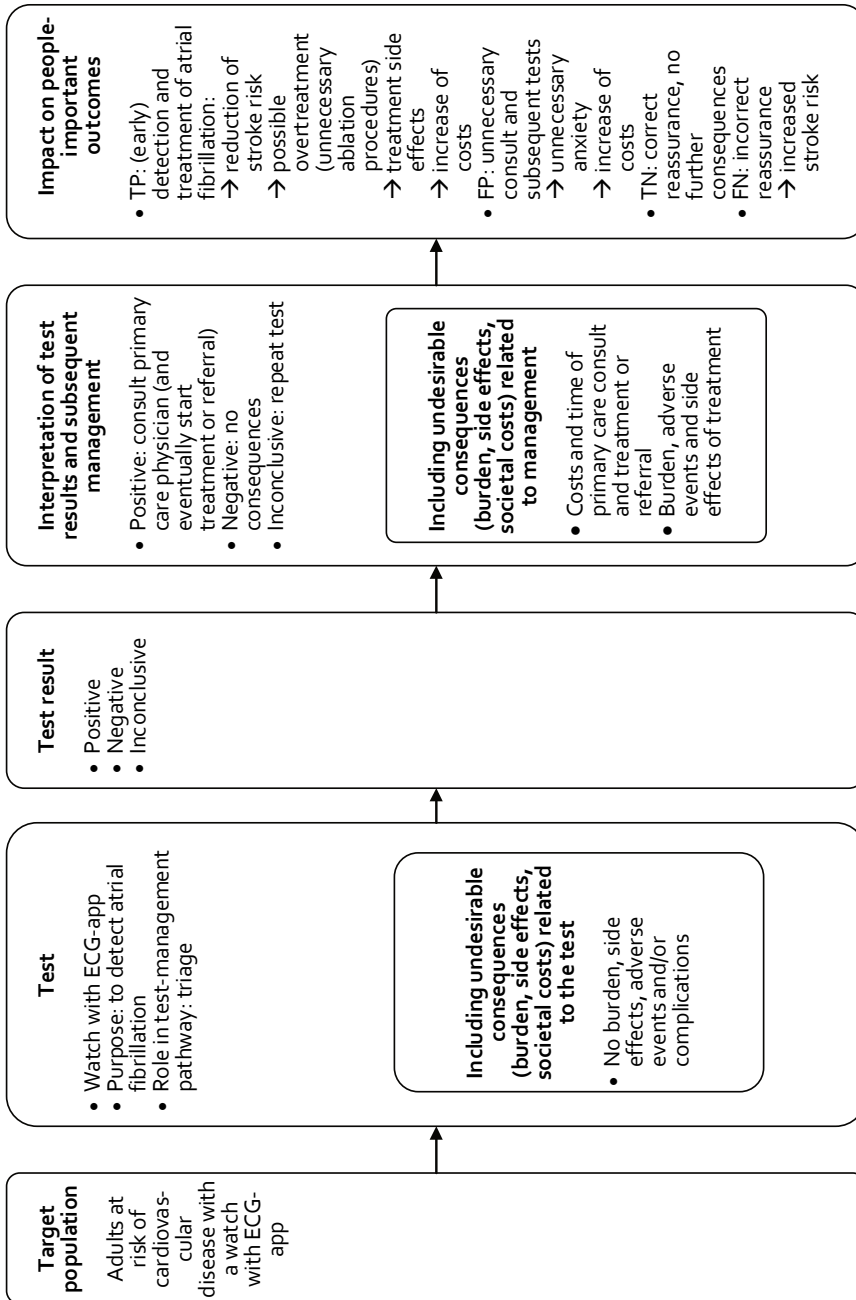 Target
population
Adults at
risk of
cardiovas-
cular
disease with
a watch
with ECG-
app
Test
• Watch with ECG-app
• Purpose: to detect atrial
fibrillation
• Role in test-management
pathway: triage
Including undesirable
consequences
(burden, side effects,
societal costs) related
to the test
• No burden, side
effects, adverse
events and/or
complications
Test result
• Positive
• Negative
• Inconclusive
Interpretation of test
results and subsequent
management
• Positive: consult primary
care physician (and
eventually start
treatment or referral)
• Negative: no
consequences
• Inconclusive: repeat test
Including undesirable
consequences
(burden, side effects,
societal costs) related
to management
• Costs and time of
primary care consult
and treatment or
referral
• Burden, adverse
events and side
effects of treatment
Impact on people-
important
outcomes
• TP: (early)
detection and
treatment of atrial
fibrillation:
→ reduction of
stroke risk
→ possible
overtreatment
(unnecessary
ablation
procedures)
→ treatment side
effects
→ increase of
costs
• FP: unnecessary
consult and
subsequent tests
→ unnecessary
anxiety
→ increase of
costs
• TN: correct
reassurance, no
further
consequences
• FN: incorrect
reassurance
→ increased
stroke risk